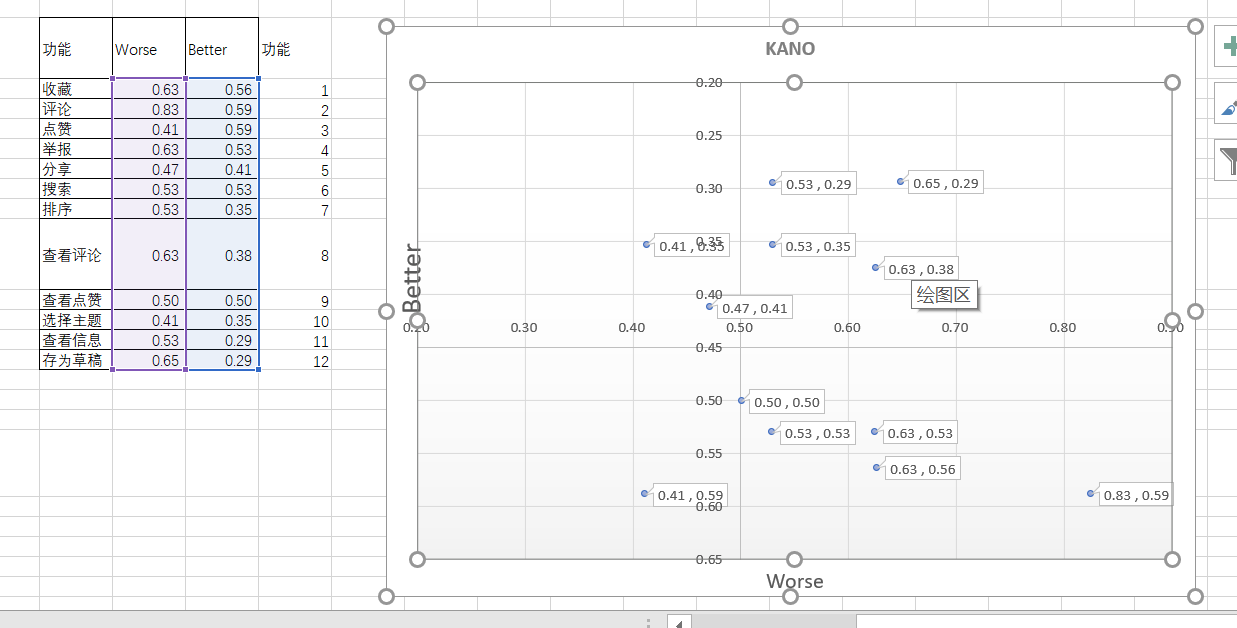 功能 Worse Better 功能
收藏 0.63 0.56 1
评论 0.83 0.59 2
点赞 0.41 0.59 3
举报 0.63 0.53 4
分享 0.47 0.41 5
搜索 0.53 0.53 6
排序 0.53 0.35 7
查看评论 0.63 0.38 8
查看点赞 0.50 0.50 9
选择主题 0.41 0.35 10
查看信息 0.53 0.29 11
存为草稿 0.65 0.29 12
KANO
0.20
0.25
0.30
0.35
0.40
0.45
0.50
0.55
0.60
0.65
Better
0.20 0.30 0.40 0.50 0.60 0.70 0.80 0.90
0.53 , 0.29
0.65 , 0.29
0.41 , 0.35
0.53 , 0.35
0.63 , 0.38
绘图区
0.47 , 0.41
0.50 , 0.50
0.53 , 0.53
0.63 , 0.53
0.63 , 0.56
0.41 , 0.59
0.83 , 0.59
Worse